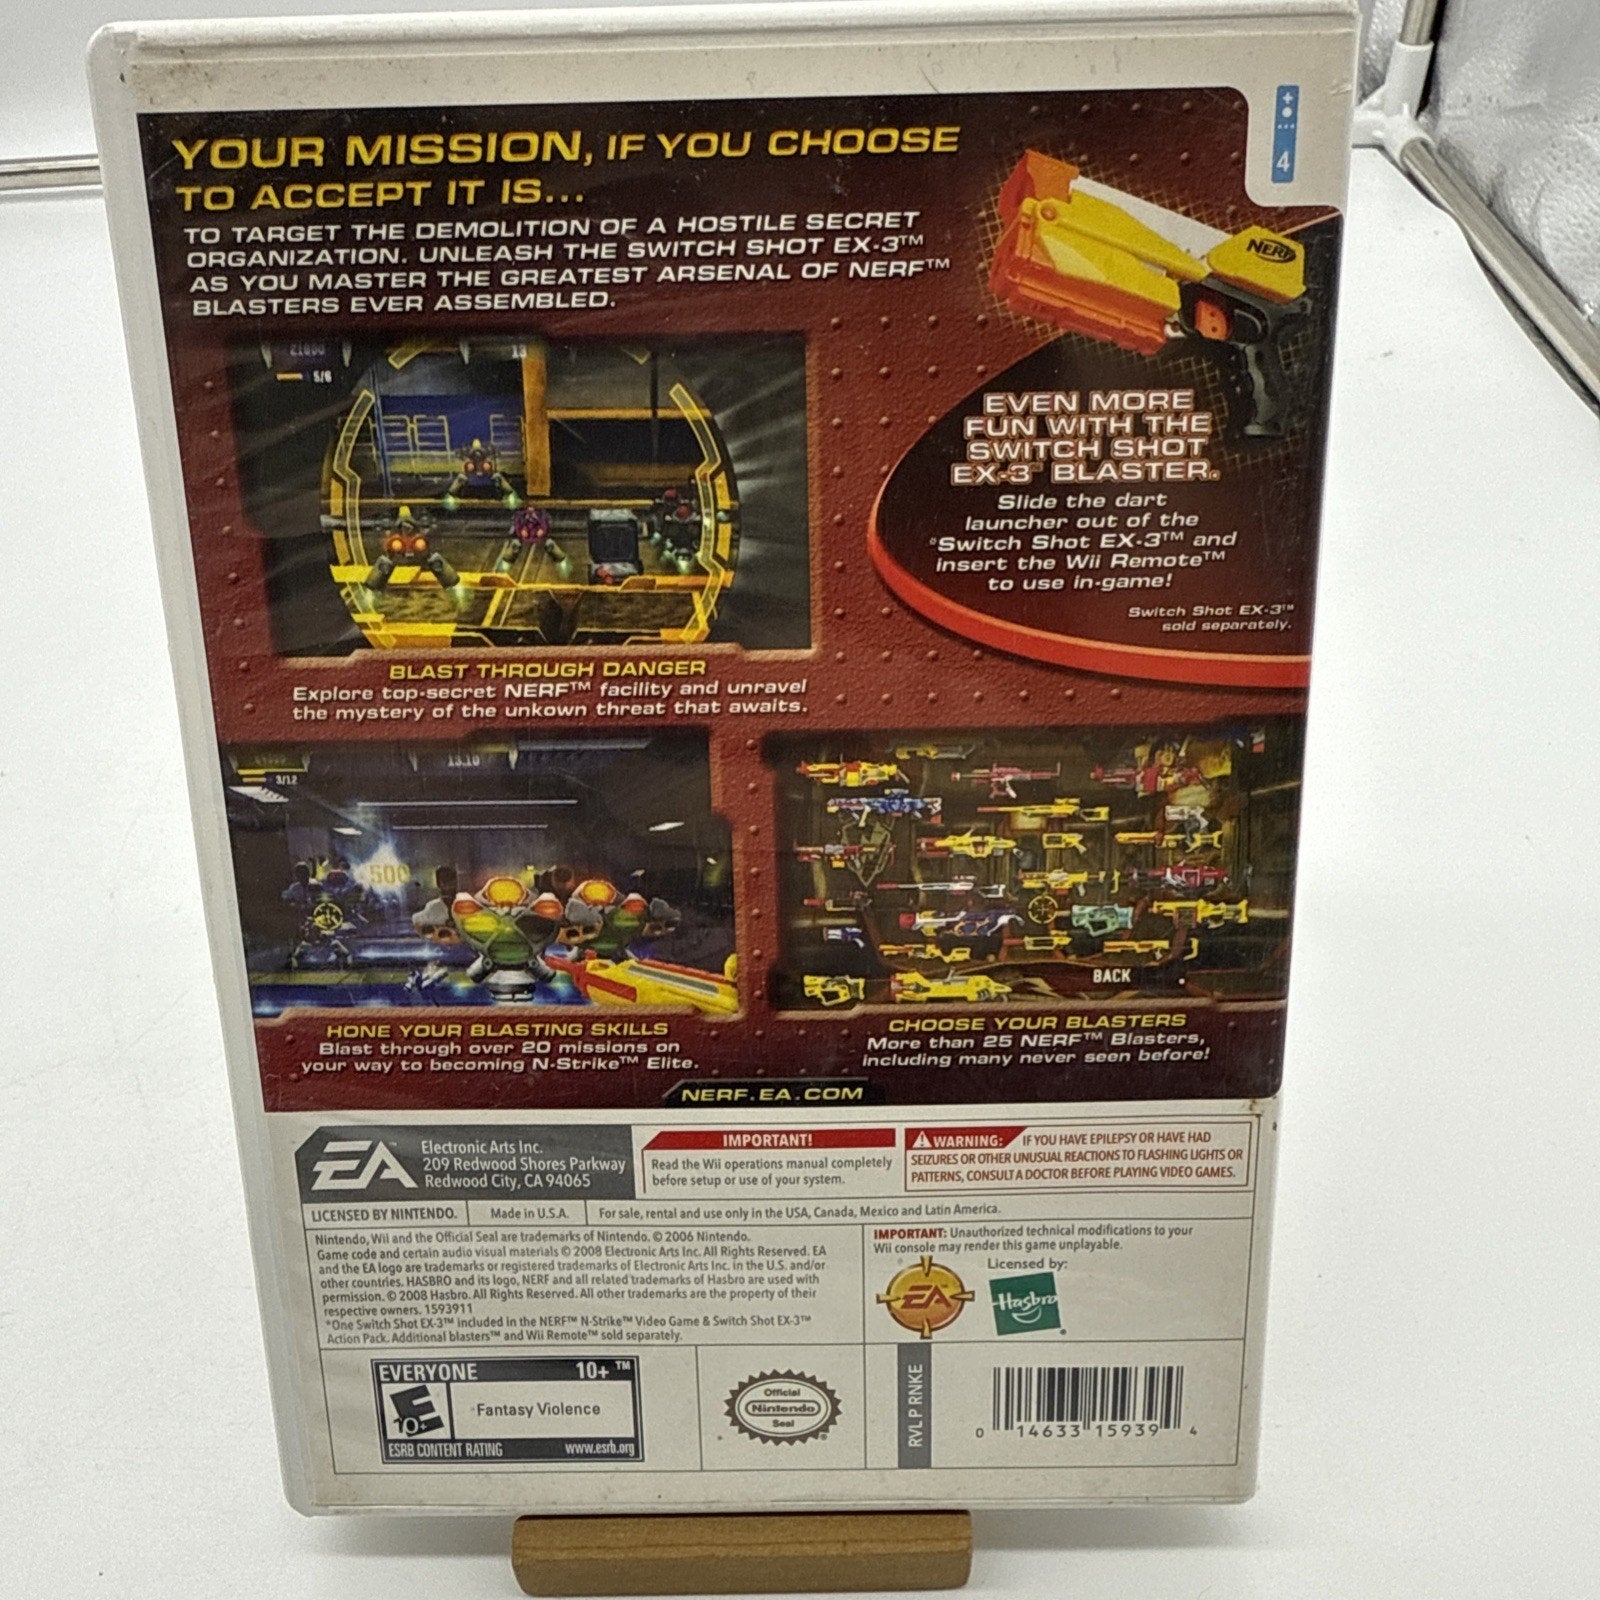 4
YOUR MISSION, IF YOU CHOOSE
TO ACCEPT IT IS...
TO TARGET THE DEMOLITION OF A HOSTILE SECRET
ORGANIZATION. UNLEASH THE SWITCH SHOT EX-3™
AS YOU MASTER THE GREATEST ARSENAL OF NERF™
BLASTERS EVER ASSEMBLED.
NERF
21600
13
5/6
EVEN MORE
FUN WITH THE
SWITCH SHOT
EX-3™ BLASTER.
Slide the dart
launcher out of the
*Switch Shot EX-3™ and
insert the Wii Remote™
to use in-game!
Switch Shot EX-3™
sold separately.
BLAST THROUGH DANGER
Explore top-secret NERF™ facility and unravel
the mystery of the unkown threat that awaits.
13.10
3/12
500
BACK
HONE YOUR BLASTING SKILLS
Blast through over 20 missions on
your way to becoming N-Strike™ Elite.
CHOOSE YOUR BLASTERS
More than 25 NERF™ Blasters,
including many never seen before!
NERF.EA.COM
EA™
Electronic Arts Inc.
209 Redwood Shores Parkway
Redwood City, CA 94065
IMPORTANT!
Read the Wii operations manual completely
before setup or use of your system.
WARNING: IF YOU HAVE EPILEPSY OR HAVE HAD
SEIZURES OR OTHER UNUSUAL REACTIONS TO FLASHING LIGHTS OR
PATTERNS, CONSULT A DOCTOR BEFORE PLAYING VIDEO GAMES.
LICENSED BY NINTENDO.
Made in U.S.A.
For sale, rental and use only in the USA, Canada, Mexico and Latin America.
Nintendo, Wii and the Official Seal are trademarks of Nintendo. © 2006 Nintendo.
Game code and certain audio visual materials © 2008 Electronic Arts Inc. All Rights Reserved. EA
and the EA logo are trademarks or registered trademarks of Electronic Arts Inc. in the U.S. and/or
other countries. HASBRO and its logo, NERF and all related trademarks of Hasbro are used with
permission. © 2008 Hasbro. All Rights Reserved. All other trademarks are the property of their
respective owners. 1593911
*One Switch Shot EX-3™ included in the NERF™ N-Strike™ Video Game & Switch Shot EX-3™
Action Pack. Additional blasters™ and Wii Remote™ sold separately.
IMPORTANT: Unauthorized technical modifications to your
Wii console may render this game unplayable.
Licensed by:
EA
Hasbro
EVERYONE 10+ ™
E
10+
Fantasy Violence
ESRB CONTENT RATING www.esrb.org
Official
Nintendo
Seal
RVL P RNKE
0 14633 15939 4